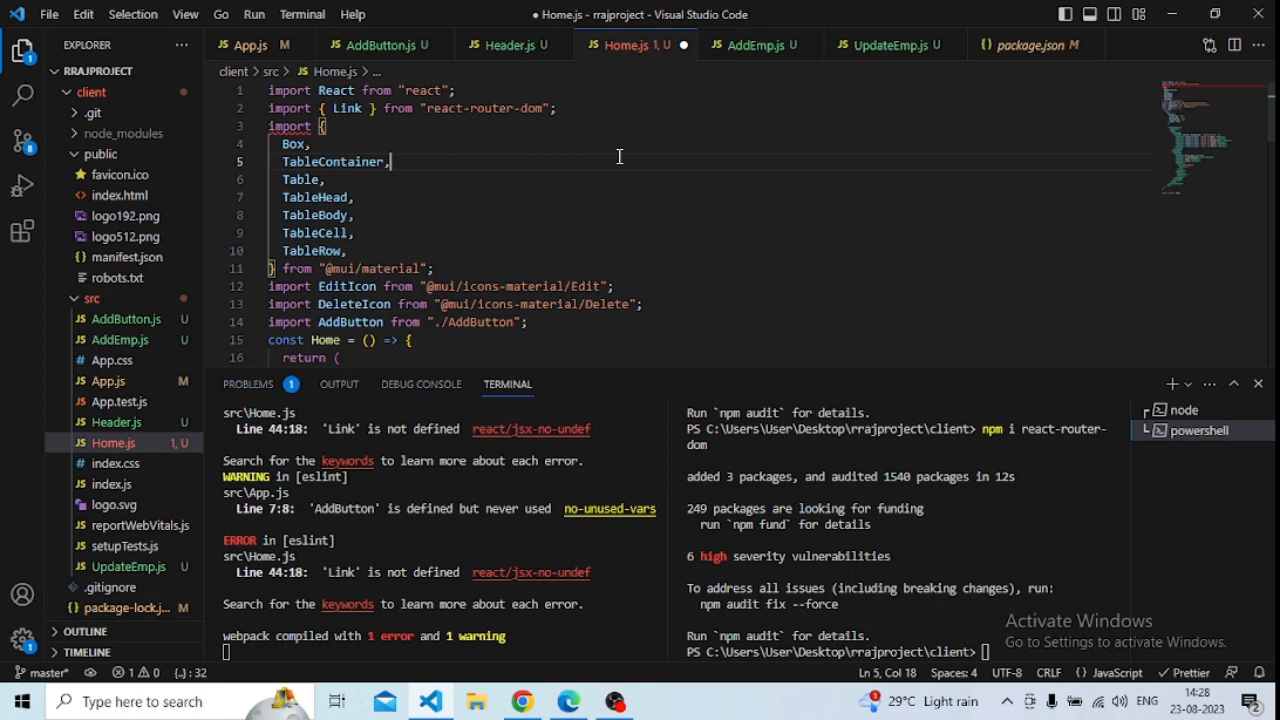 File Edit Selection View Go Run Terminal Help
● Home.js - rrajproject - Visual Studio Code
EXPLORER
App.js M
AddButton.js U
Header.js U
Home.js 1, U
AddEmp.js U
UpdateEmp.js U
package.json M
client > src > Home.js > ...
RRAJPROJECT
client
.git
node_modules
public
favicon.ico
index.html
logo192.png
logo512.png
manifest.json
robots.txt
src
AddButton.js U
AddEmp.js U
App.css
App.js M
App.test.js
Header.js U
Home.js 1, U
index.css
index.js
logo.svg
reportWebVitals.js
setupTests.js
UpdateEmp.js U
.gitignore
package-lock.j... M
OUTLINE
TIMELINE
1 import React from "react";
2 import { Link } from "react-router-dom";
3 import {
4 Box,
5 TableContainer,
6 Table,
7 TableHead,
8 TableBody,
9 TableCell,
10 TableRow,
11 } from "@mui/material";
12 import EditIcon from "@mui/icons-material/Edit";
13 import DeleteIcon from "@mui/icons-material/Delete";
14 import AddButton from "./AddButton";
15 const Home = () => {
16 return (
PROBLEMS 1 OUTPUT DEBUG CONSOLE TERMINAL
src\Home.js
Line 44:18: 'Link' is not defined react/jsx-no-undef
Search for the keywords to learn more about each error.
WARNING in [eslint]
src\App.js
Line 7:8: 'AddButton' is defined but never used no-unused-vars
ERROR in [eslint]
src\Home.js
Line 44:18: 'Link' is not defined react/jsx-no-undef
Search for the keywords to learn more about each error.
webpack compiled with 1 error and 1 warning
Run `npm audit` for details.
PS C:\Users\User\Desktop\rrajproject\client> npm i react-router-
dom
added 3 packages, and audited 1540 packages in 12s
249 packages are looking for funding
run `npm fund` for details
6 high severity vulnerabilities
To address all issues (including breaking changes), run:
npm audit fix --force
Run `npm audit` for details.
PS C:\Users\User\Desktop\rrajproject\client>
node
powershell
Activate Windows
Go to Settings to activate Windows.
master* 1 0 {..}: 32
Ln 5, Col 18 Spaces: 4 UTF-8 CRLF {} JavaScript Prettier
Type here to search
29°C Light rain
14:28
23-08-2023